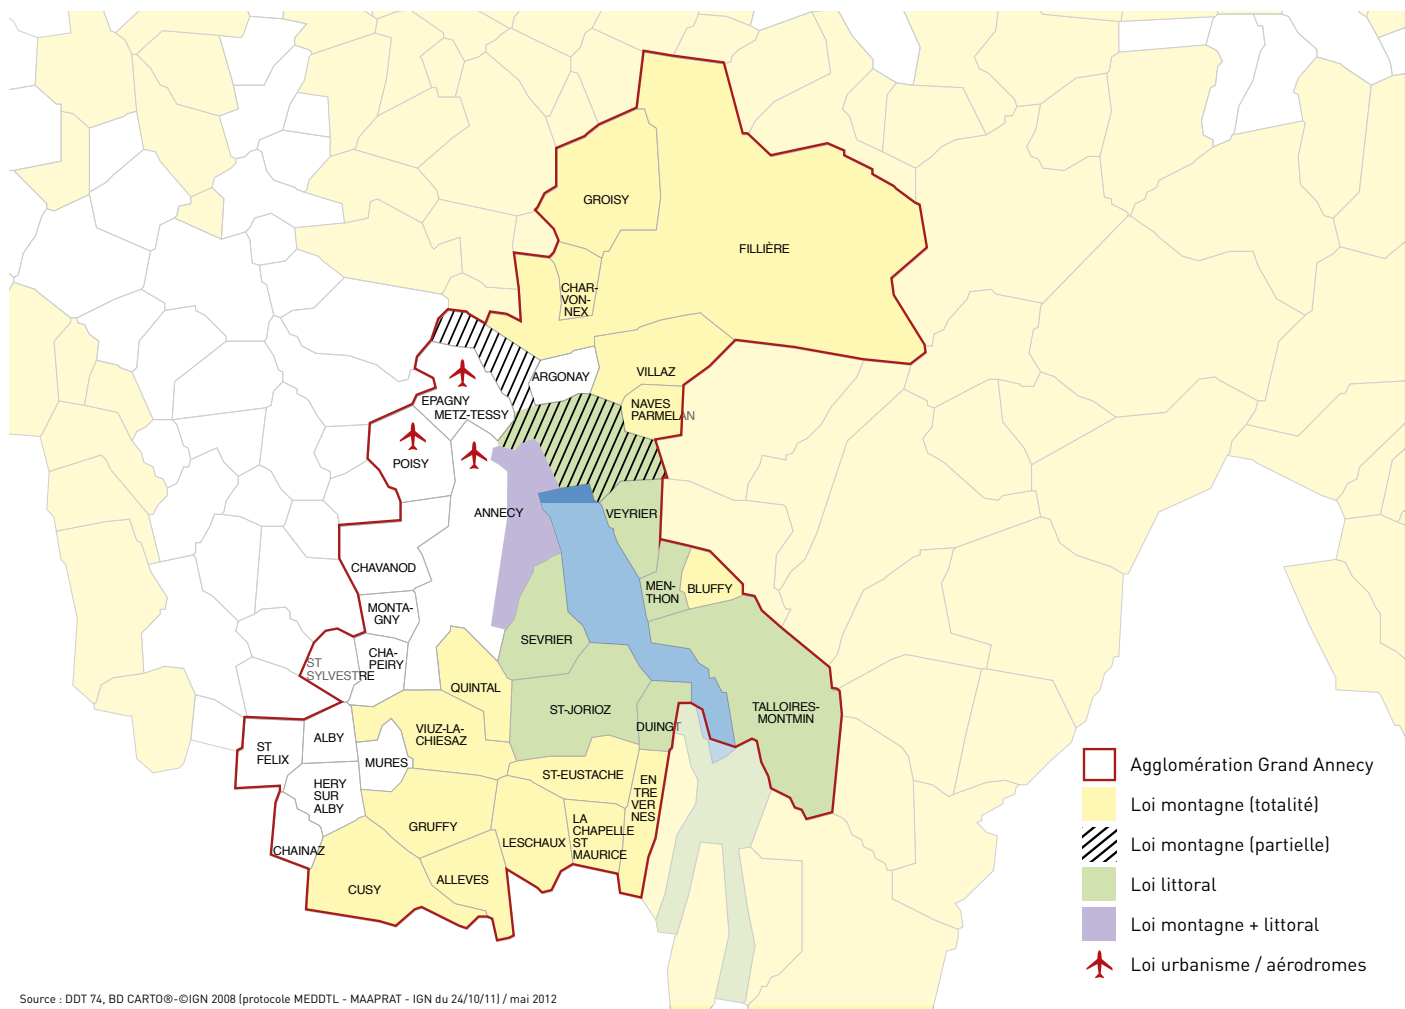 GROISY
FILLIÈRE
CHAR-
VON-
NEX
ARGONAY
VILLAZ
EPAGNY
METZ-TESSY
NAVES
PARMELAN
POISY
ANNECY
VEYRIER
CHAVANOD
MEN-
THON
BLUFFY
MONTA-
GNY
SEVRIER
CHA-
PEIRY
ST
SYLVESTRE
QUINTAL
ST-JORIOZ
TALLOIRES-
MONTMIN
DUINGT
ALBY
VIUZ-LA-
CHIESAZ
ST
FELIX
MURES
ST-EUSTACHE
EN
TRE
VER
NES
HERY
SUR
ALBY
GRUFFY
LESCHAUX
LA
CHAPELLE
ST
MAURICE
CHAINAZ
CUSY
ALLEVES
Agglomération Grand Annecy
Loi montagne (totalité)
Loi montagne (partielle)
Loi littoral
Loi montagne + littoral
Loi urbanisme / aérodromes
Source : DDT 74, BD CARTO®-©IGN 2008 (protocole MEDDTL - MAAPRAT - IGN du 24/10/11) / mai 2012